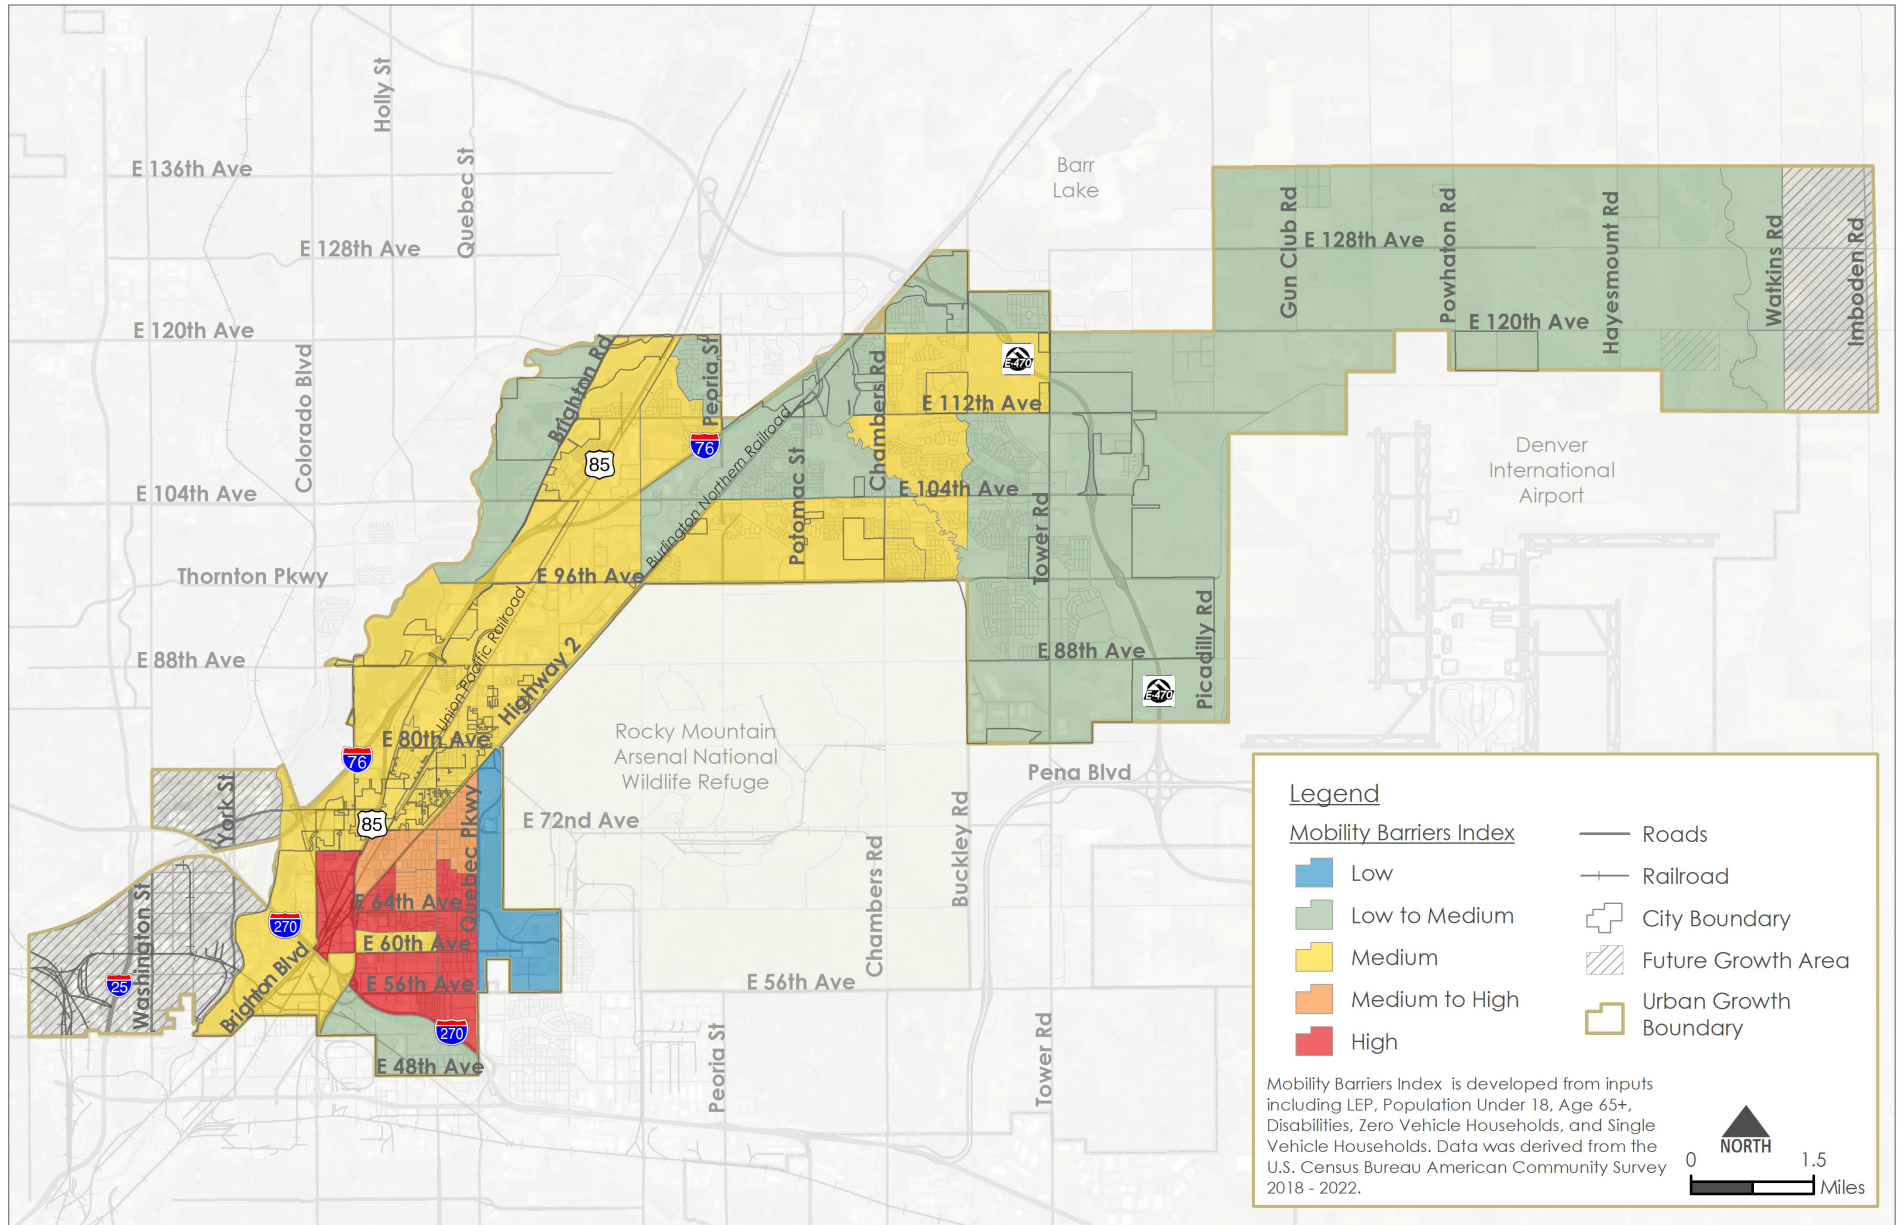 Holly St
Quebec St
E 136th Ave
Barr
Lake
E 128th Ave
Gun Club Rd
E 128th Ave
Powhaton Rd
Hayesmount Rd
Watkins Rd
Imboden Rd
E 120th Ave
Colorado Blvd
Brighton Rd
Peoria St
Chambers Rd
E-470
E 120th Ave
E 112th Ave
76
85
Burlington Northern Railroad
Potomac St
Denver
International
Airport
E 104th Ave
E 104th Ave
Tower Rd
Thornton Pkwy
E 96th Ave
Union Pacific Railroad
Highway 2
Picadilly Rd
E 88th Ave
E 88th Ave
E-470
Rocky Mountain
Arsenal National
Wildlife Refuge
E 80th Ave
76
Pena Blvd
York St
Quebec Pkwy
85
E 72nd Ave
Buckley Rd
Chambers Rd
Washington St
E 64th Ave
270
E 60th Ave
Brighton Blvd
25
E 56th Ave
E 56th Ave
270
Peoria St
Tower Rd
E 48th Ave
Legend
Mobility Barriers Index
Low
Low to Medium
Medium
Medium to High
High
Roads
Railroad
City Boundary
Future Growth Area
Urban Growth
Boundary
Mobility Barriers Index is developed from inputs
including LEP, Population Under 18, Age 65+,
Disabilities, Zero Vehicle Households, and Single
Vehicle Households. Data was derived from the
U.S. Census Bureau American Community Survey
2018 - 2022.
NORTH
0 1.5
Miles